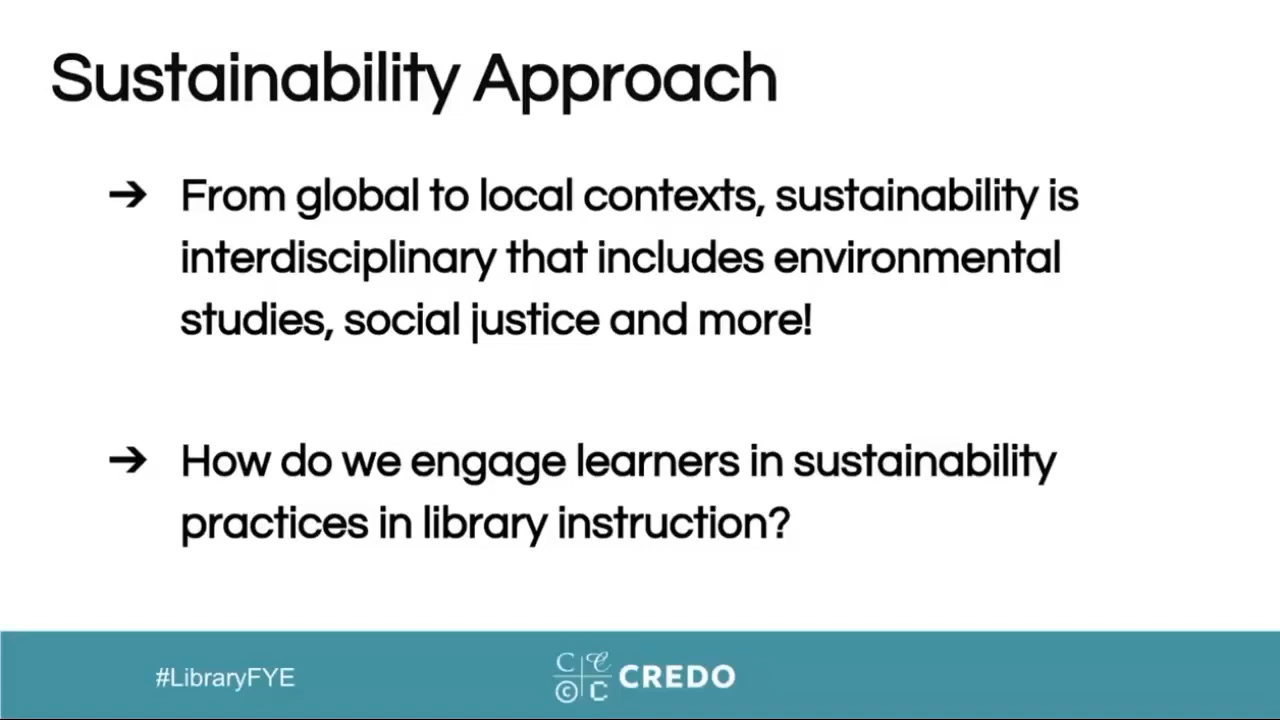 Sustainability Approach
➔ From global to local contexts, sustainability is
interdisciplinary that includes environmental
studies, social justice and more!
➔ How do we engage learners in sustainability
practices in library instruction?
#LibraryFYE
C C © C CREDO